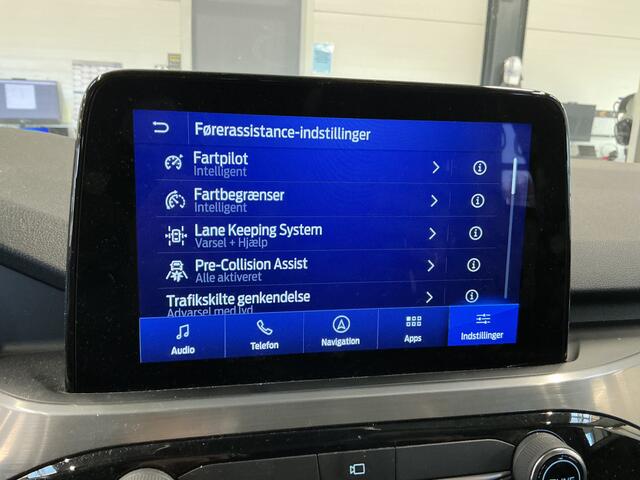 Førerassistance-indstillinger
Fartpilot
Intelligent
Fartbegrænser
Intelligent
Lane Keeping System
Varsel + Hjælp
Pre-Collision Assist
Alle aktiveret
Trafikskilte genkendelse
Advarsel med lyd
Audio
Telefon
Navigation
Apps
Indstillinger